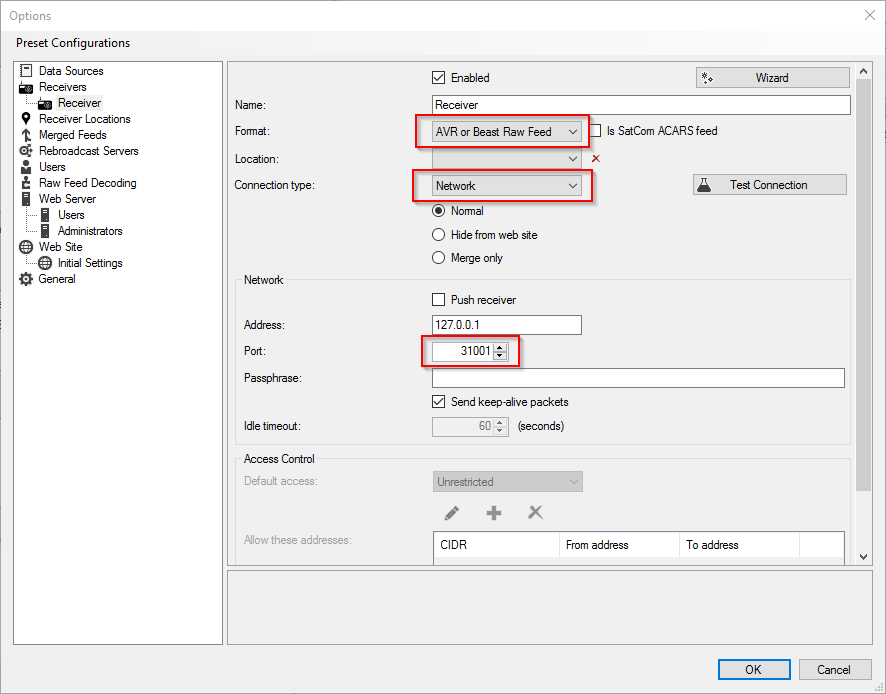 Options
Preset Configurations
Data Sources
Receivers
Receiver
Receiver Locations
Merged Feeds
Rebroadcast Servers
Users
Raw Feed Decoding
Web Server
Users
Administrators
Web Site
Initial Settings
General
Enabled
Wizard
Name:
Receiver
Format:
AVR or Beast Raw Feed
Is SatCom ACARS feed
Location:
Connection type:
Network
Test Connection
Normal
Hide from web site
Merge only
Network
Push receiver
Address:
127.0.0.1
Port:
31001
Passphrase:
Send keep-alive packets
Idle timeout:
60
(seconds)
Access Control
Default access:
Unrestricted
Allow these addresses:
CIDR
From address
To address
OK
Cancel